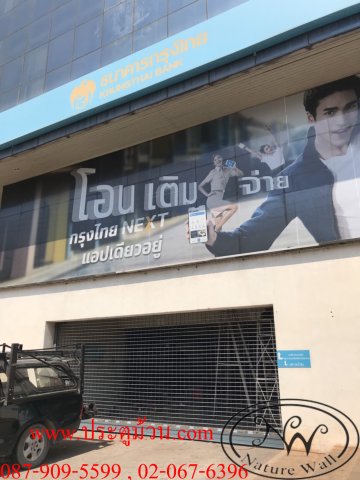 ธนาคารกรุงไทย
KRUNGTHAI BANK
โอน เติม จ่าย
กรุงไทย NEXT
แอปเดียวอยู่
www.ประตูม้วน.com
087-909-5599 , 02-067-6396
NW
Nature Wall